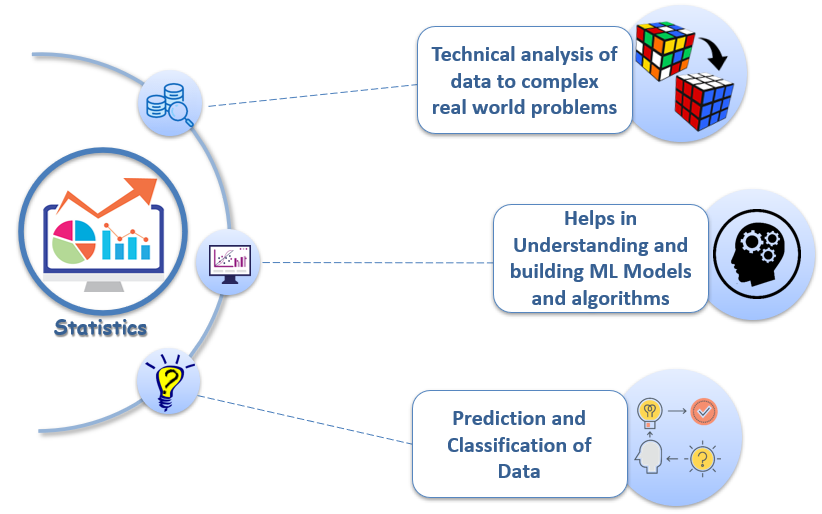 Technical analysis of
data to complex
real world problems
Helps in
Understanding and
building ML Models
and algorithms
Statistics
Prediction and
Classification of
Data